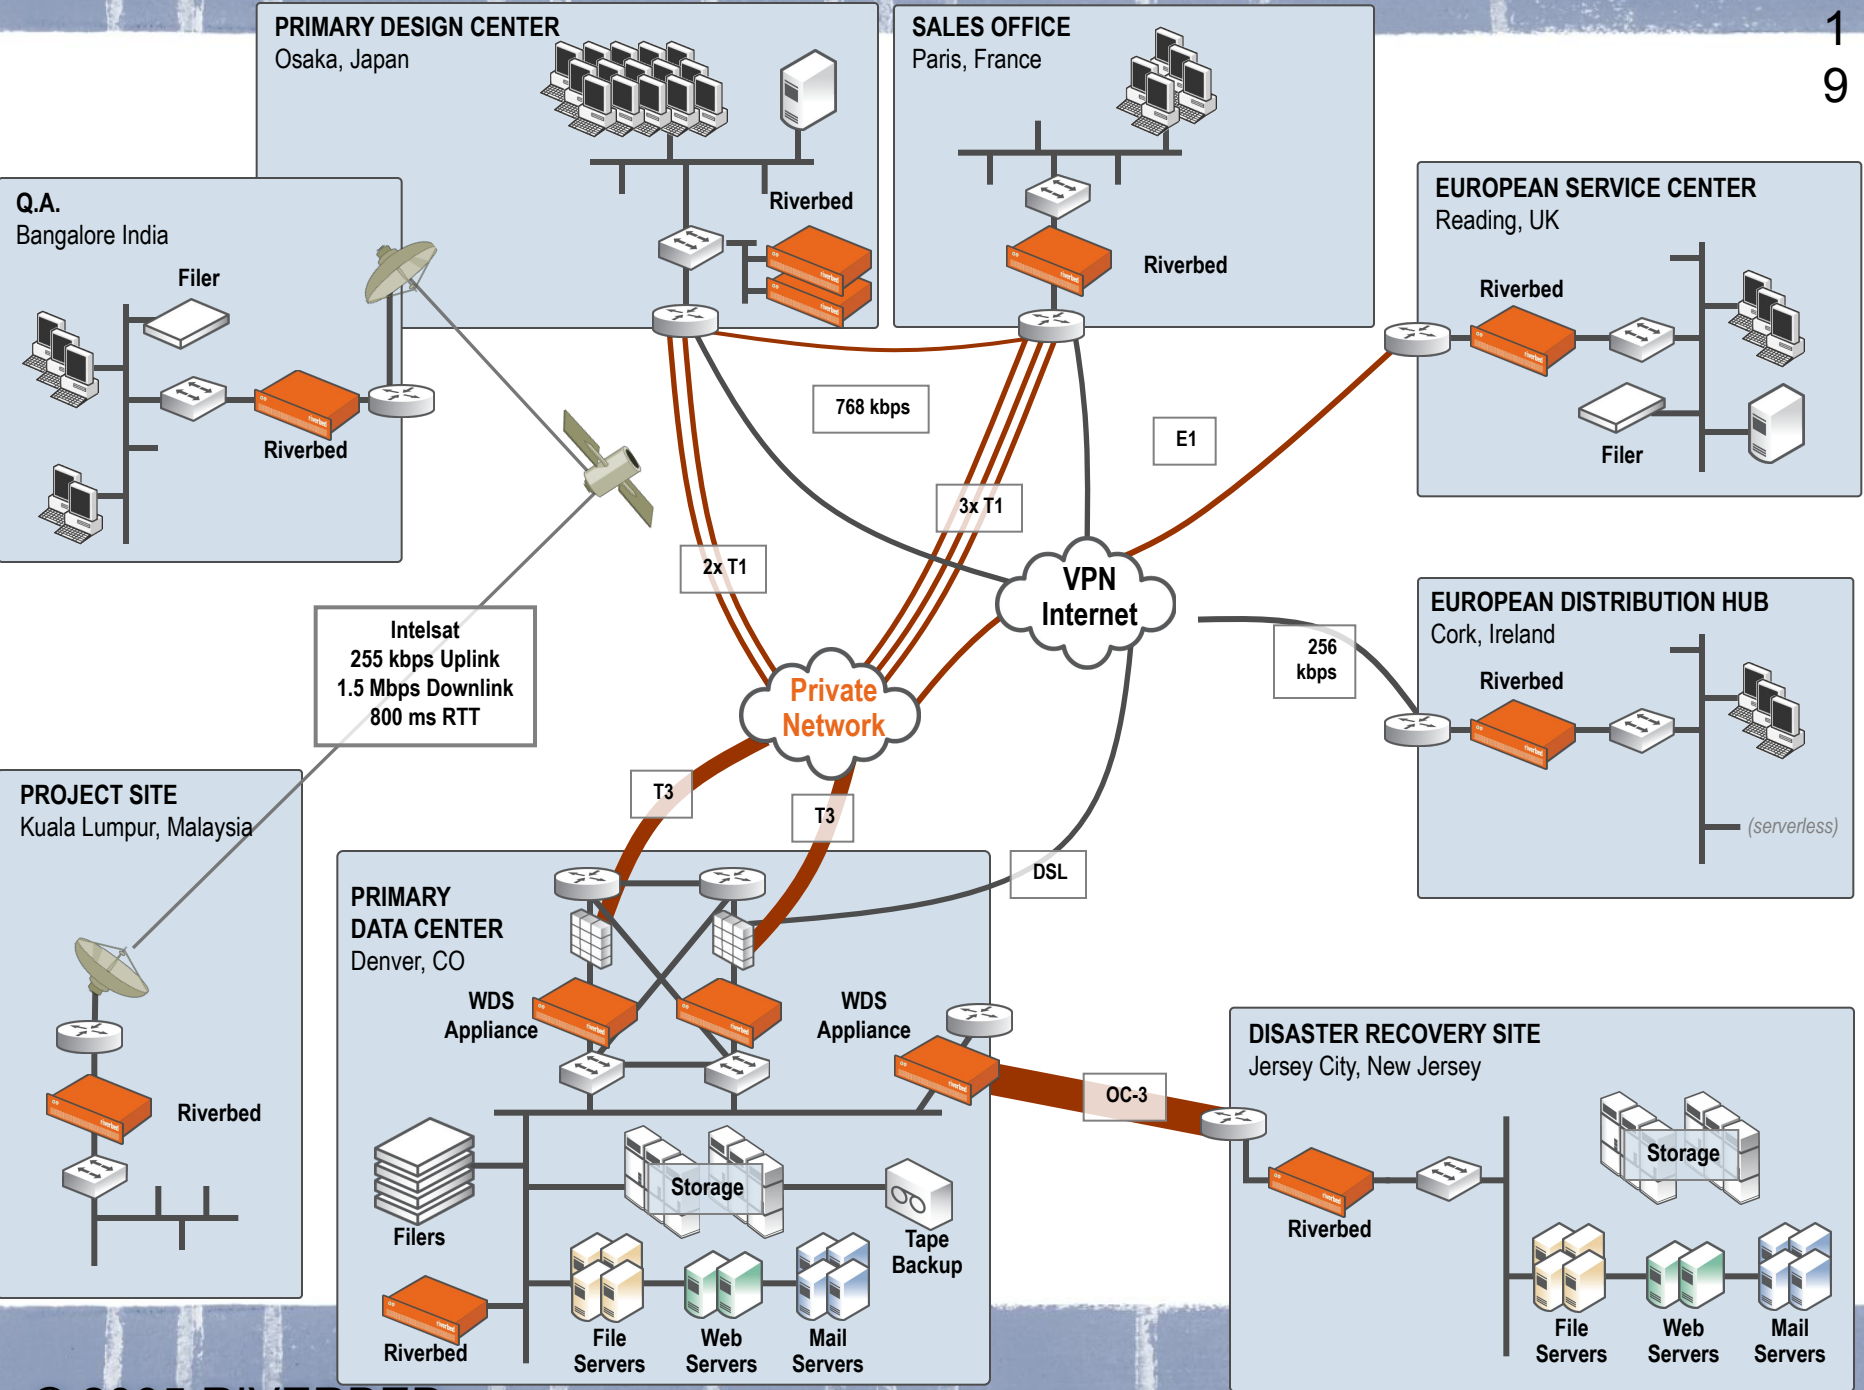 1
9
PRIMARY DESIGN CENTER
Osaka, Japan
Riverbed
SALES OFFICE
Paris, France
Riverbed
Q.A.
Bangalore India
Filer
Riverbed
EUROPEAN SERVICE CENTER
Reading, UK
Riverbed
Filer
768 kbps
E1
3x T1
2x T1
VPN
Internet
Private
Network
Intelsat
255 kbps Uplink
1.5 Mbps Downlink
800 ms RTT
EUROPEAN DISTRIBUTION HUB
Cork, Ireland
256
kbps
Riverbed
(serverless)
T3
T3
DSL
PROJECT SITE
Kuala Lumpur, Malaysia
Riverbed
PRIMARY
DATA CENTER
Denver, CO
WDS
Appliance
WDS
Appliance
OC-3
Filers
Storage
Tape
Backup
Riverbed
File
Servers
Web
Servers
Mail
Servers
DISASTER RECOVERY SITE
Jersey City, New Jersey
Storage
Riverbed
File
Servers
Web
Servers
Mail
Servers